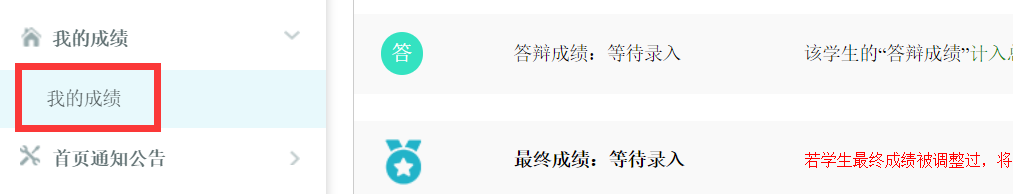 我的成绩
我的成绩
首页通知公告
答
答辩成绩：等待录入
该学生的“答辩成绩”计入
最终成绩：等待录入
若学生最终成绩被调整过，将